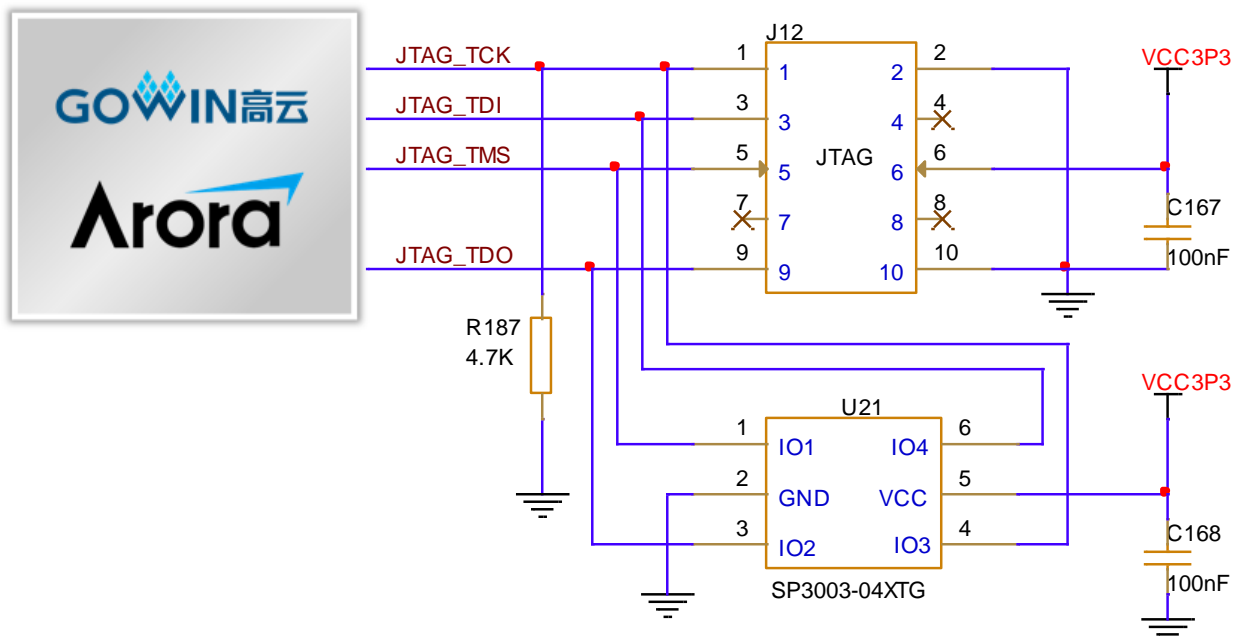 GOWIN高云
Arora
JTAG_TCK
JTAG_TDI
JTAG_TMS
JTAG_TDO
J12
JTAG
1 1 2 2
3 3 4 4
5 5 6 6
7 7 8 8
9 9 10 10
VCC3P3
C167
100nF
R187
4.7K
U21
1 IO1 IO4 6
2 GND VCC 5
3 IO2 IO3 4
SP3003-04XTG
VCC3P3
C168
100nF